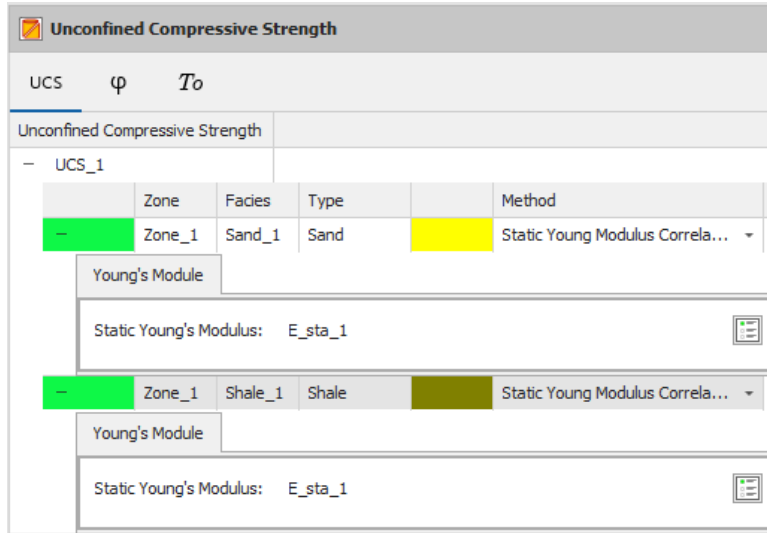 Unconfined Compressive Strength
UCS φ To
Unconfined Compressive Strength
− UCS_1
Zone Facies Type Method
− Zone_1 Sand_1 Sand Static Young Modulus Correla...
Young's Module
Static Young's Modulus: E_sta_1
− Zone_1 Shale_1 Shale Static Young Modulus Correla...
Young's Module
Static Young's Modulus: E_sta_1